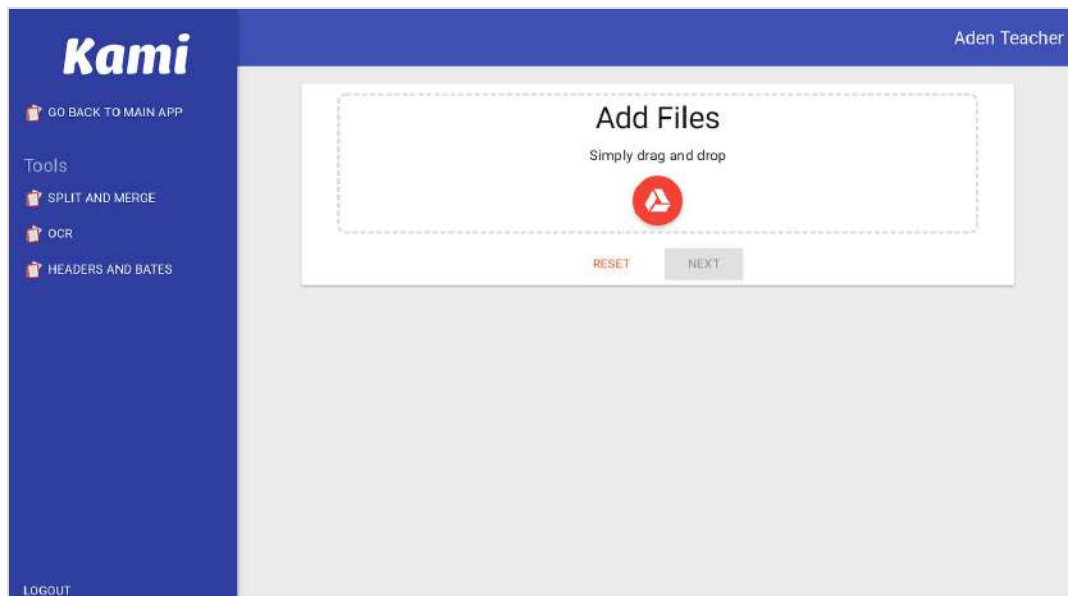 Kami
Aden Teacher
GO BACK TO MAIN APP
Tools
SPLIT AND MERGE
OCR
HEADERS AND BATES
LOGOUT
Add Files
Simply drag and drop
RESET
NEXT